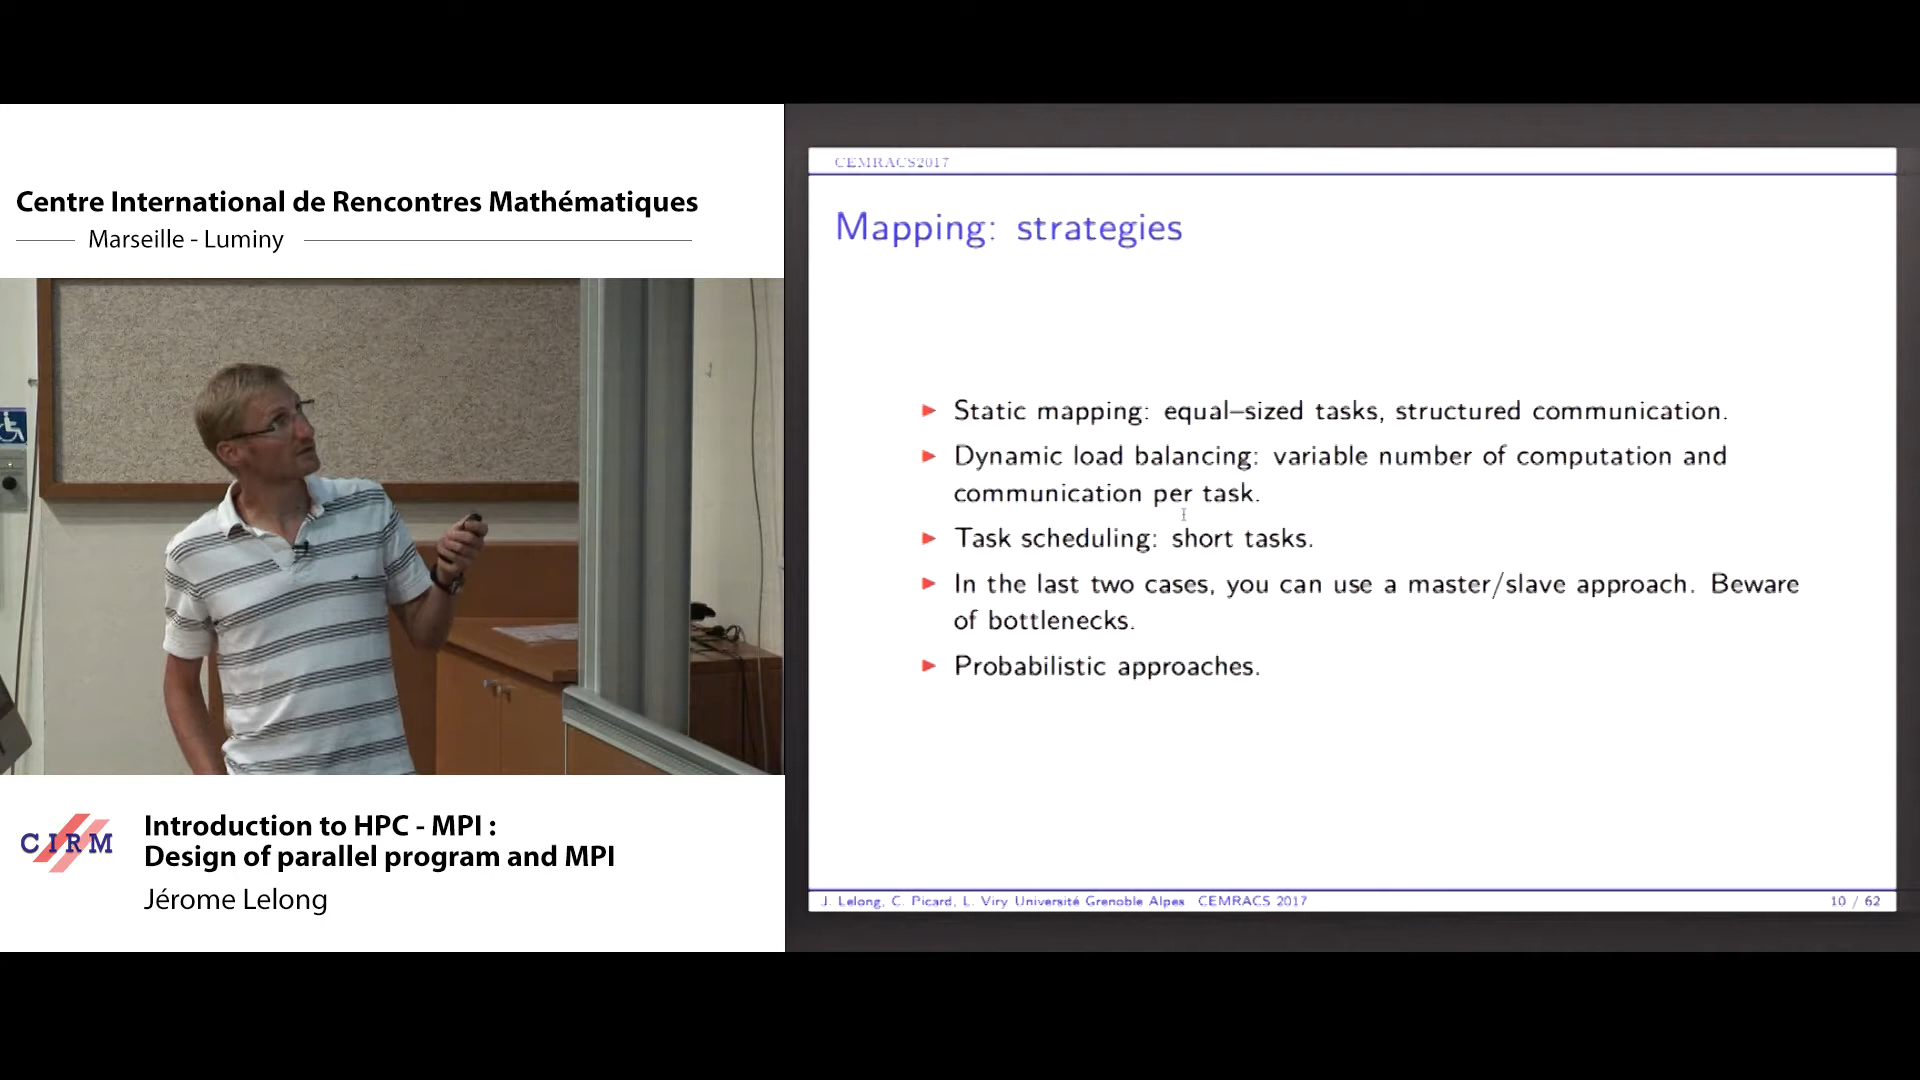 Centre International de Rencontres Mathématiques
Marseille - Luminy
CEMRACS2017
Mapping: strategies
Static mapping: equal–sized tasks, structured communication.
Dynamic load balancing: variable number of computation and
communication per task.
Task scheduling: short tasks.
In the last two cases, you can use a master/slave approach. Beware
of bottlenecks.
Probabilistic approaches.
J. Lelong, C. Picard, L. Viry Université Grenoble Alpes CEMRACS 2017
10 / 62
CIRM
Introduction to HPC - MPI :
Design of parallel program and MPI
Jérome Lelong